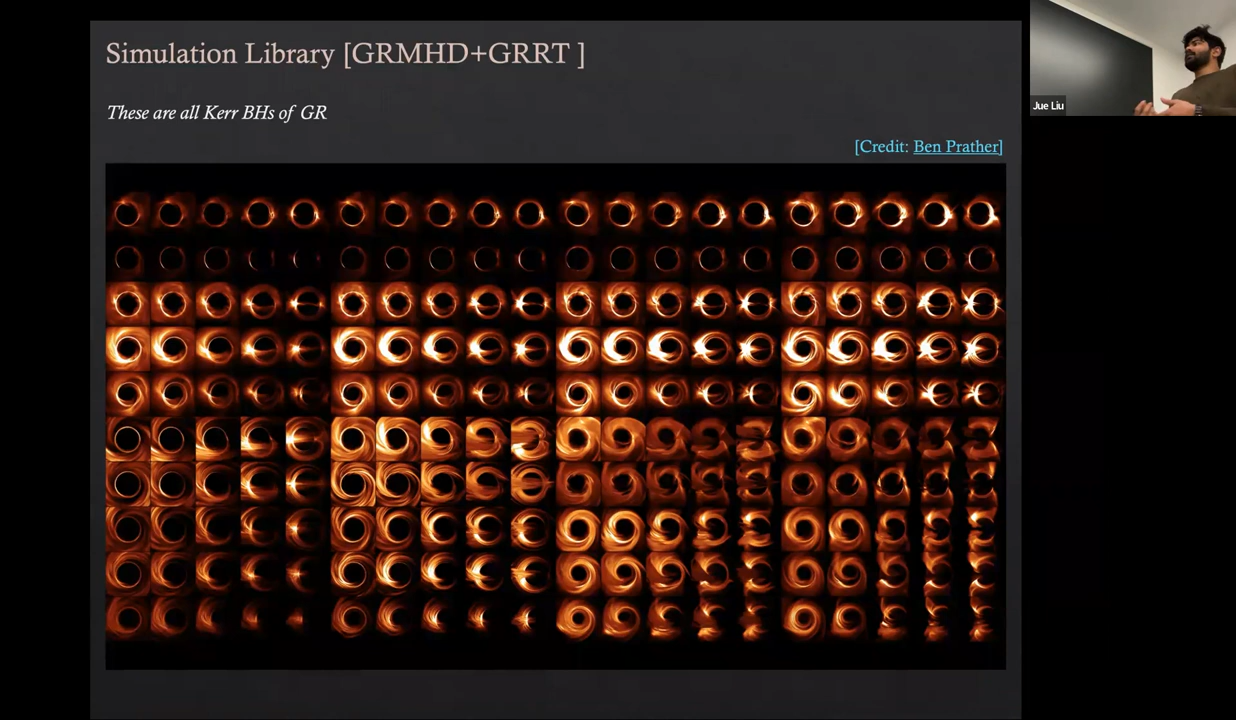 Simulation Library [GRMHD+GRRT ]
These are all Kerr BHs of GR
[Credit: Ben Prather]
Jue Liu